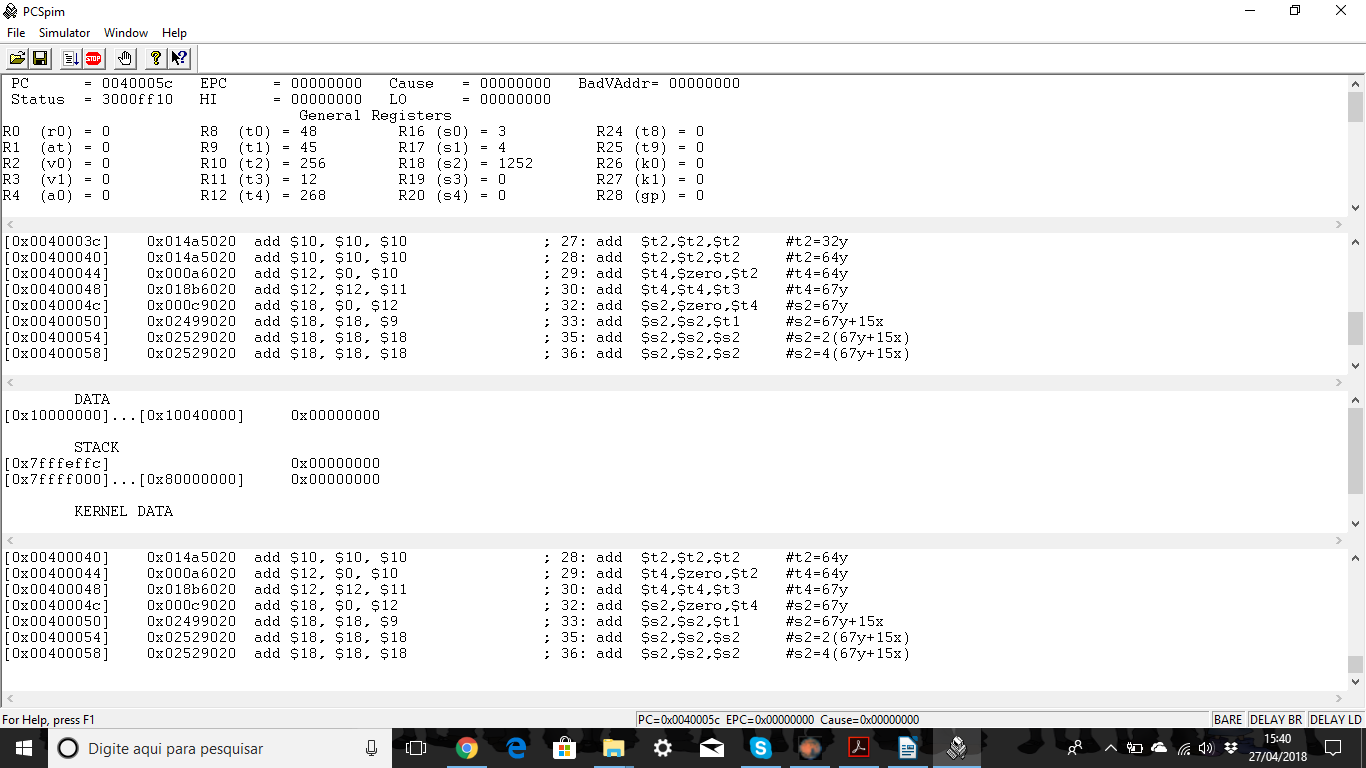 PCSpim
File Simulator Window Help
PC = 0040005c EPC = 00000000 Cause = 00000000 BadVAddr= 00000000
Status = 3000ff10 HI = 00000000 LO = 00000000
General Registers
R0 (r0) = 0 R8 (t0) = 48 R16 (s0) = 3 R24 (t8) = 0
R1 (at) = 0 R9 (t1) = 45 R17 (s1) = 4 R25 (t9) = 0
R2 (v0) = 0 R10 (t2) = 256 R18 (s2) = 1252 R26 (k0) = 0
R3 (v1) = 0 R11 (t3) = 12 R19 (s3) = 0 R27 (k1) = 0
R4 (a0) = 0 R12 (t4) = 268 R20 (s4) = 0 R28 (gp) = 0
[0x0040003c] 0x014a5020 add $10, $10, $10 ; 27: add $t2,$t2,$t2 #t2=32y
[0x00400040] 0x014a5020 add $10, $10, $10 ; 28: add $t2,$t2,$t2 #t2=64y
[0x00400044] 0x000a6020 add $12, $0, $10 ; 29: add $t4,$zero,$t2 #t4=64y
[0x00400048] 0x018b6020 add $12, $12, $11 ; 30: add $t4,$t4,$t3 #t4=67y
[0x0040004c] 0x000c9020 add $18, $0, $12 ; 32: add $s2,$zero,$t4 #s2=67y
[0x00400050] 0x02499020 add $18, $18, $9 ; 33: add $s2,$s2,$t1 #s2=67y+15x
[0x00400054] 0x02529020 add $18, $18, $18 ; 35: add $s2,$s2,$s2 #s2=2(67y+15x)
[0x00400058] 0x02529020 add $18, $18, $18 ; 36: add $s2,$s2,$s2 #s2=4(67y+15x)
DATA
[0x10000000]...[0x10040000] 0x00000000
STACK
[0x7fffeffc] 0x00000000
[0x7ffff000]...[0x80000000] 0x00000000
KERNEL DATA
[0x00400040] 0x014a5020 add $10, $10, $10 ; 28: add $t2,$t2,$t2 #t2=64y
[0x00400044] 0x000a6020 add $12, $0, $10 ; 29: add $t4,$zero,$t2 #t4=64y
[0x00400048] 0x018b6020 add $12, $12, $11 ; 30: add $t4,$t4,$t3 #t4=67y
[0x0040004c] 0x000c9020 add $18, $0, $12 ; 32: add $s2,$zero,$t4 #s2=67y
[0x00400050] 0x02499020 add $18, $18, $9 ; 33: add $s2,$s2,$t1 #s2=67y+15x
[0x00400054] 0x02529020 add $18, $18, $18 ; 35: add $s2,$s2,$s2 #s2=2(67y+15x)
[0x00400058] 0x02529020 add $18, $18, $18 ; 36: add $s2,$s2,$s2 #s2=4(67y+15x)
For Help, press F1 PC=0x0040005c EPC=0x00000000 Cause=0x00000000 BARE DELAY BR DELAY LD
Digite aqui para pesquisar
15:40
27/04/2018